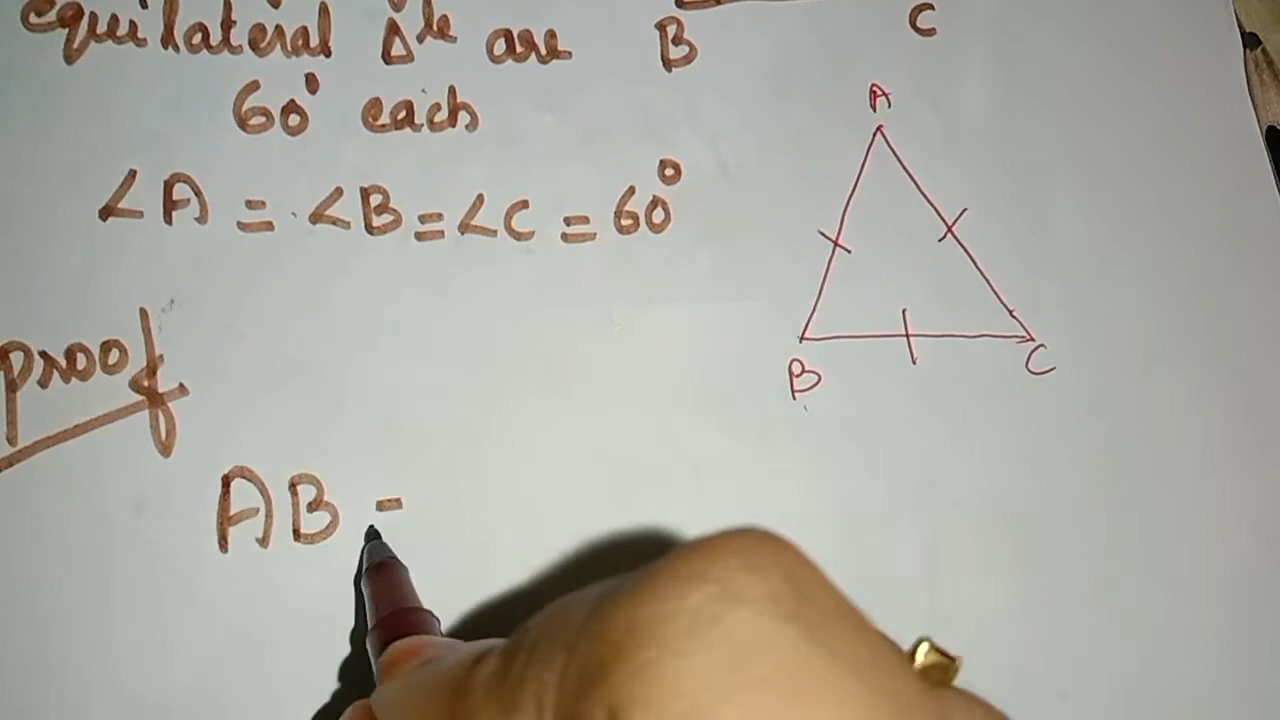 equilateral Δle are
60° each
∠A = ∠B = ∠C = 60°
proof
AB =
B C
A
B C